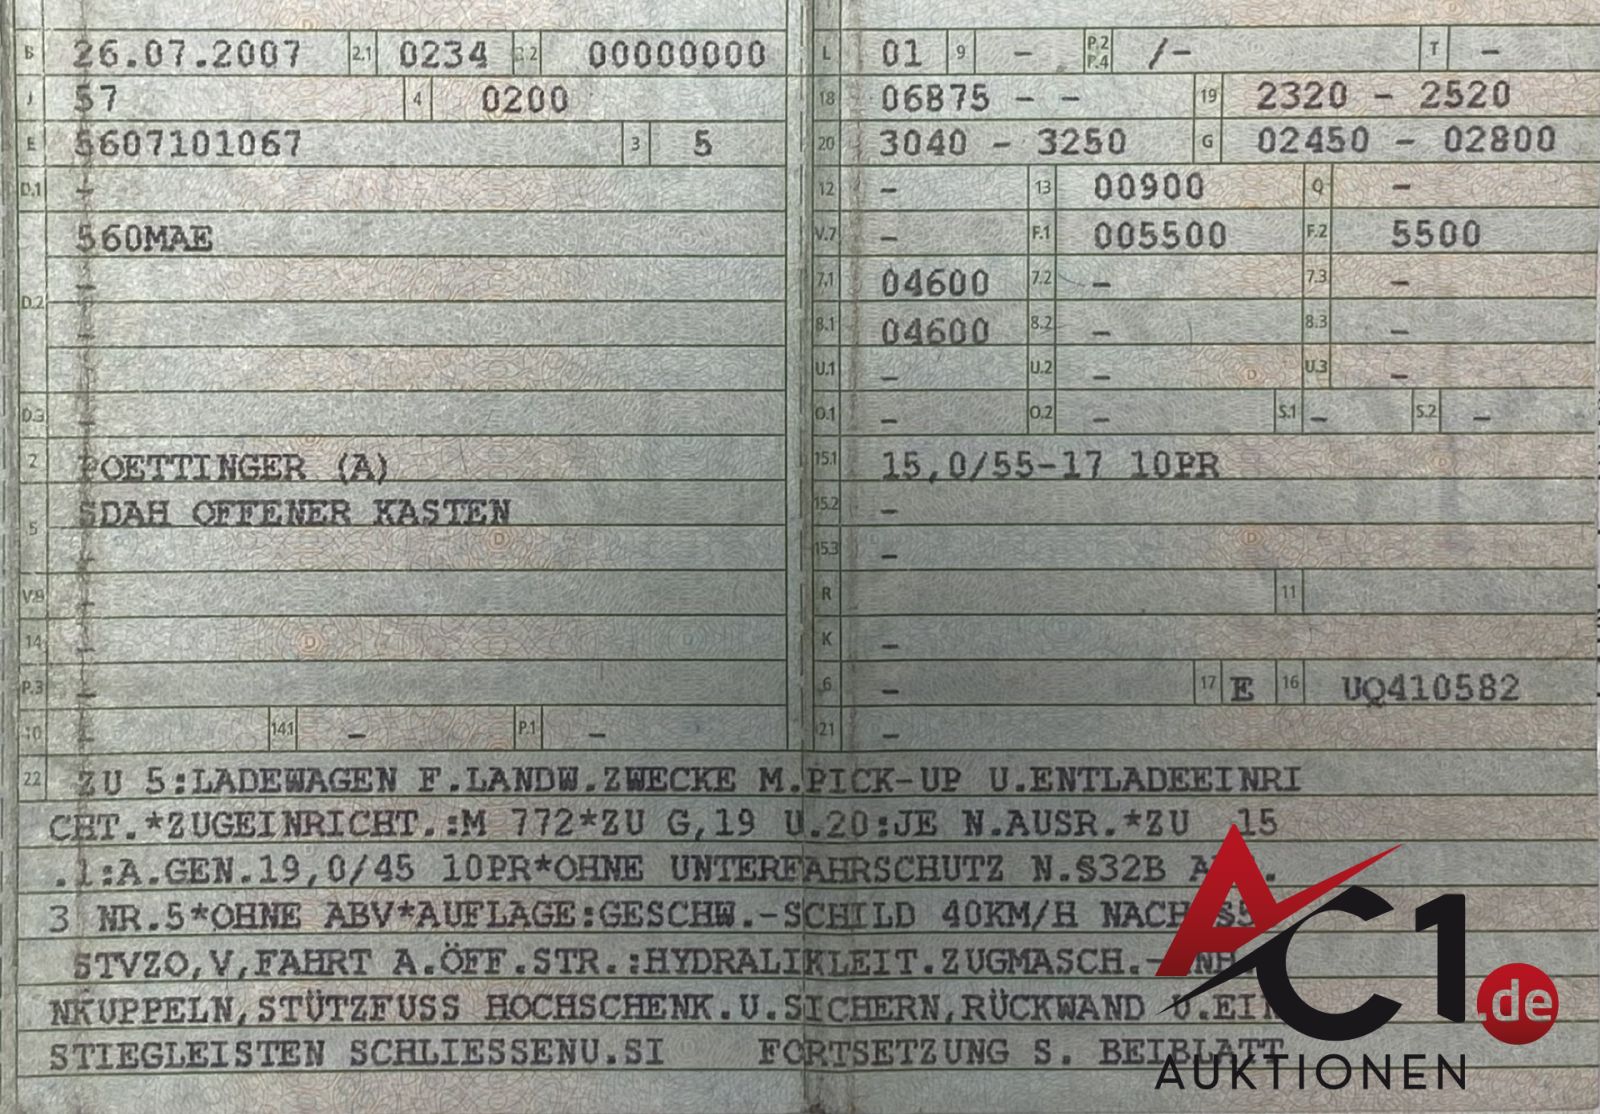 B 26.07.2007 2.1 0234 2.2 00000000 L 01 9 - P.2 P.4 /- T -
J 57 4 0200 18 06875 - - 19 2320 - 2520
E 5607101067 3 5 20 3040 - 3250 G 02450 - 02800
D.1 - 12 - 13 00900 Q -
560MAE V.7 - F.1 005500 F.2 5500
D.2 - 7.1 04600 7.2 - 7.3 -
- 8.1 04600 8.2 - 8.3 -
U.1 - U.2 - U.3 -
D.3 - O.1 - O.2 - S.1 - S.2 -
2 POETTINGER (A) 15.1 15,0/55-17 10PR
5 SDAH OFFENER KASTEN 15.2 -
- 15.3 -
V.9 - R 11
14 - K -
P.3 - 6 - 17 E 16 UQ410582
10 - 14.1 - P.1 - 21 -
22 ZU 5:LADEWAGEN F.LANDW.ZWECKE M.PICK-UP U.ENTLADEEINRI
CHT.*ZUGEINRICHT.:M 772*ZU G,19 U.20:JE N.AUSR.*ZU 15
.1:A.GEN.19,0/45 10PR*OHNE UNTERFAHRSCHUTZ N.§32B
3 NR.5*OHNE ABV*AUFLAGE:GESCHW.-SCHILD 40KM/H NACH
STVZO,V,FAHRT A.ÖFF.STR.:HYDRALIKLEIT.ZUGMASCH.-
NKUPPELN,STÜTZFUSS HOCHSCHENK.U.SICHERN,RÜCKWAND U.EIN
STIEGLEISTEN SCHLIESSENU.SI FORTSETZUNG S. BEIBLATT
AC1.de
AUKTIONEN